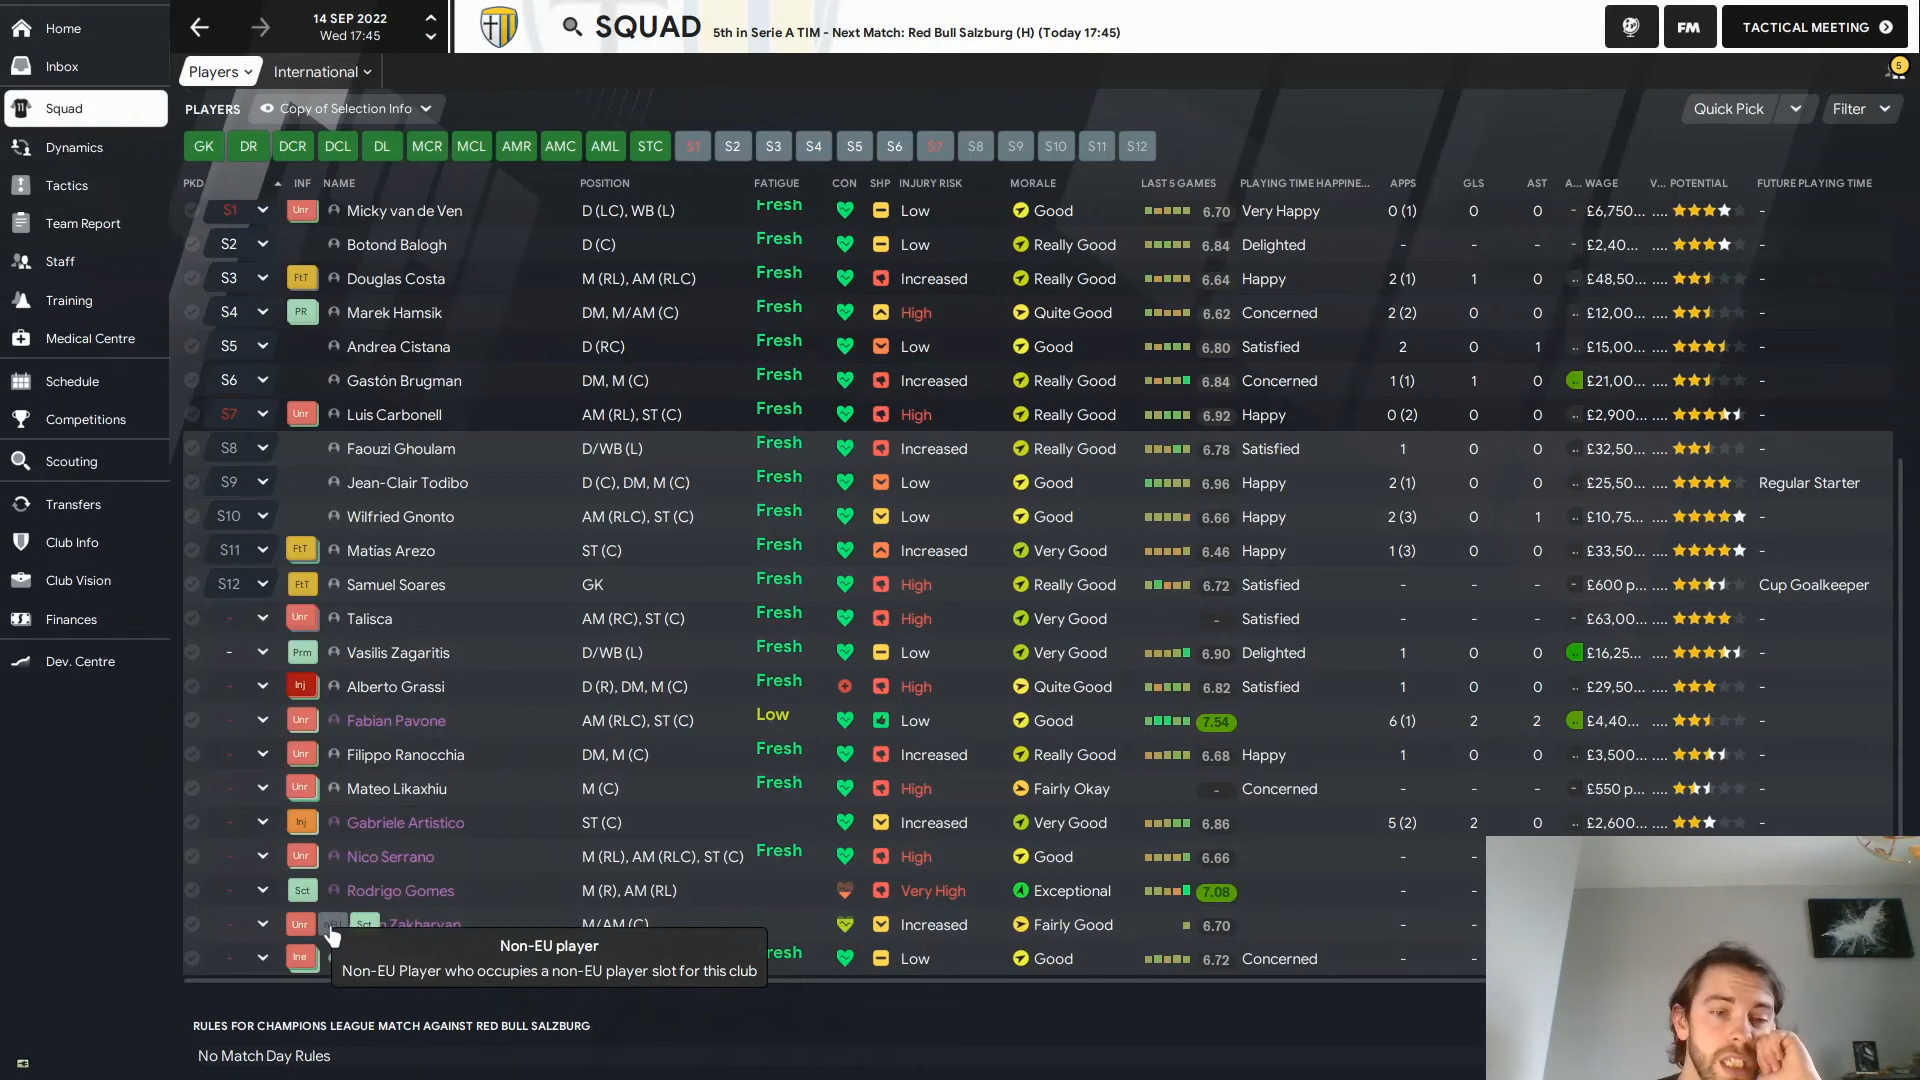 Home
Inbox
Squad
Dynamics
Tactics
Team Report
Staff
Training
Medical Centre
Schedule
Competitions
Scouting
Transfers
Club Info
Club Vision
Finances
Dev. Centre
14 SEP 2022
Wed 17:45
SQUAD 5th in Serie A TIM - Next Match: Red Bull Salzburg (H) (Today 17:45)
FM
TACTICAL MEETING
5
Players International
PLAYERS Copy of Selection Info Quick Pick Filter
GK DR DCR DCL DL MCR MCL AMR AMC AML STC S1 S2 S3 S4 S5 S6 S7 S8 S9 S10 S11 S12
PKD INF NAME POSITION FATIGUE CON SHP INJURY RISK MORALE LAST 5 GAMES PLAYING TIME HAPPINE... APPS GLS AST A... WAGE V... POTENTIAL FUTURE PLAYING TIME
S1 Unr Micky van de Ven D (LC), WB (L) Fresh Low Good 6.70 Very Happy 0 (1) 0 0 - £6,750... .... -
S2 Botond Balogh D (C) Fresh Low Really Good 6.84 Delighted - - - - £2,40... .... -
S3 FtT Douglas Costa M (RL), AM (RLC) Fresh Increased Really Good 6.64 Happy 2 (1) 1 0 .. £48,50... .... -
S4 PR Marek Hamsik DM, M/AM (C) Fresh High Quite Good 6.62 Concerned 2 (2) 0 0 .. £12,00... .... -
S5 Andrea Cistana D (RC) Fresh Low Good 6.80 Satisfied 2 0 1 .. £15,00... .... -
S6 Gastón Brugman DM, M (C) Fresh Increased Really Good 6.84 Concerned 1 (1) 1 0 .. £21,00... .... -
S7 Unr Luis Carbonell AM (RL), ST (C) Fresh High Really Good 6.92 Happy 0 (2) 0 0 - £2,900... .... -
S8 Faouzi Ghoulam D/WB (L) Fresh Increased Really Good 6.78 Satisfied 1 0 0 .. £32,50... .... -
S9 Jean-Clair Todibo D (C), DM, M (C) Fresh Low Good 6.96 Happy 2 (1) 0 0 .. £25,50... .... Regular Starter
S10 Wilfried Gnonto AM (RLC), ST (C) Fresh Low Good 6.66 Happy 2 (3) 0 1 .. £10,75... .... -
S11 FtT Matías Arezo ST (C) Fresh Increased Very Good 6.46 Happy 1 (3) 0 0 .. £33,50... .... -
S12 FtT Samuel Soares GK Fresh High Really Good 6.72 Satisfied - - - - £600 p... .... Cup Goalkeeper
- Unr Talisca AM (RC), ST (C) Fresh High Very Good - Satisfied - - - - £63,00... .... -
- Prm Vasilis Zagaritis D/WB (L) Fresh Low Very Good 6.90 Delighted 1 0 0 .. £16,25... .... -
- Inj Alberto Grassi D (R), DM, M (C) Fresh High Quite Good 6.82 Satisfied 1 0 0 .. £29,50... .... -
- Unr Fabian Pavone AM (RLC), ST (C) Low Low Good 7.54 6 (1) 2 2 .. £4,40... .... -
- Unr Filippo Ranocchia DM, M (C) Fresh Increased Really Good 6.68 Happy 1 0 0 - £3,500... .... -
- Unr Mateo Likaxhiu M (C) Fresh High Fairly Okay - Concerned - - - - £550 p... .... -
- Inj Gabriele Artistico ST (C) Increased Very Good 6.86 5 (2) 2 0 - £2,600... .... -
- Unr Nico Serrano M (RL), AM (RLC), ST (C) Fresh High Good 6.66 - -
- Sct Rodrigo Gomes M (R), AM (RL) Very High Exceptional 7.08 - -
- Unr Sct Zakharyan M/AM (C) Increased Fairly Good 6.70 - -
- Ine resh Low Good 6.72 Concerned - -
Non-EU player
Non-EU Player who occupies a non-EU player slot for this club
RULES FOR CHAMPIONS LEAGUE MATCH AGAINST RED BULL SALZBURG
No Match Day Rules